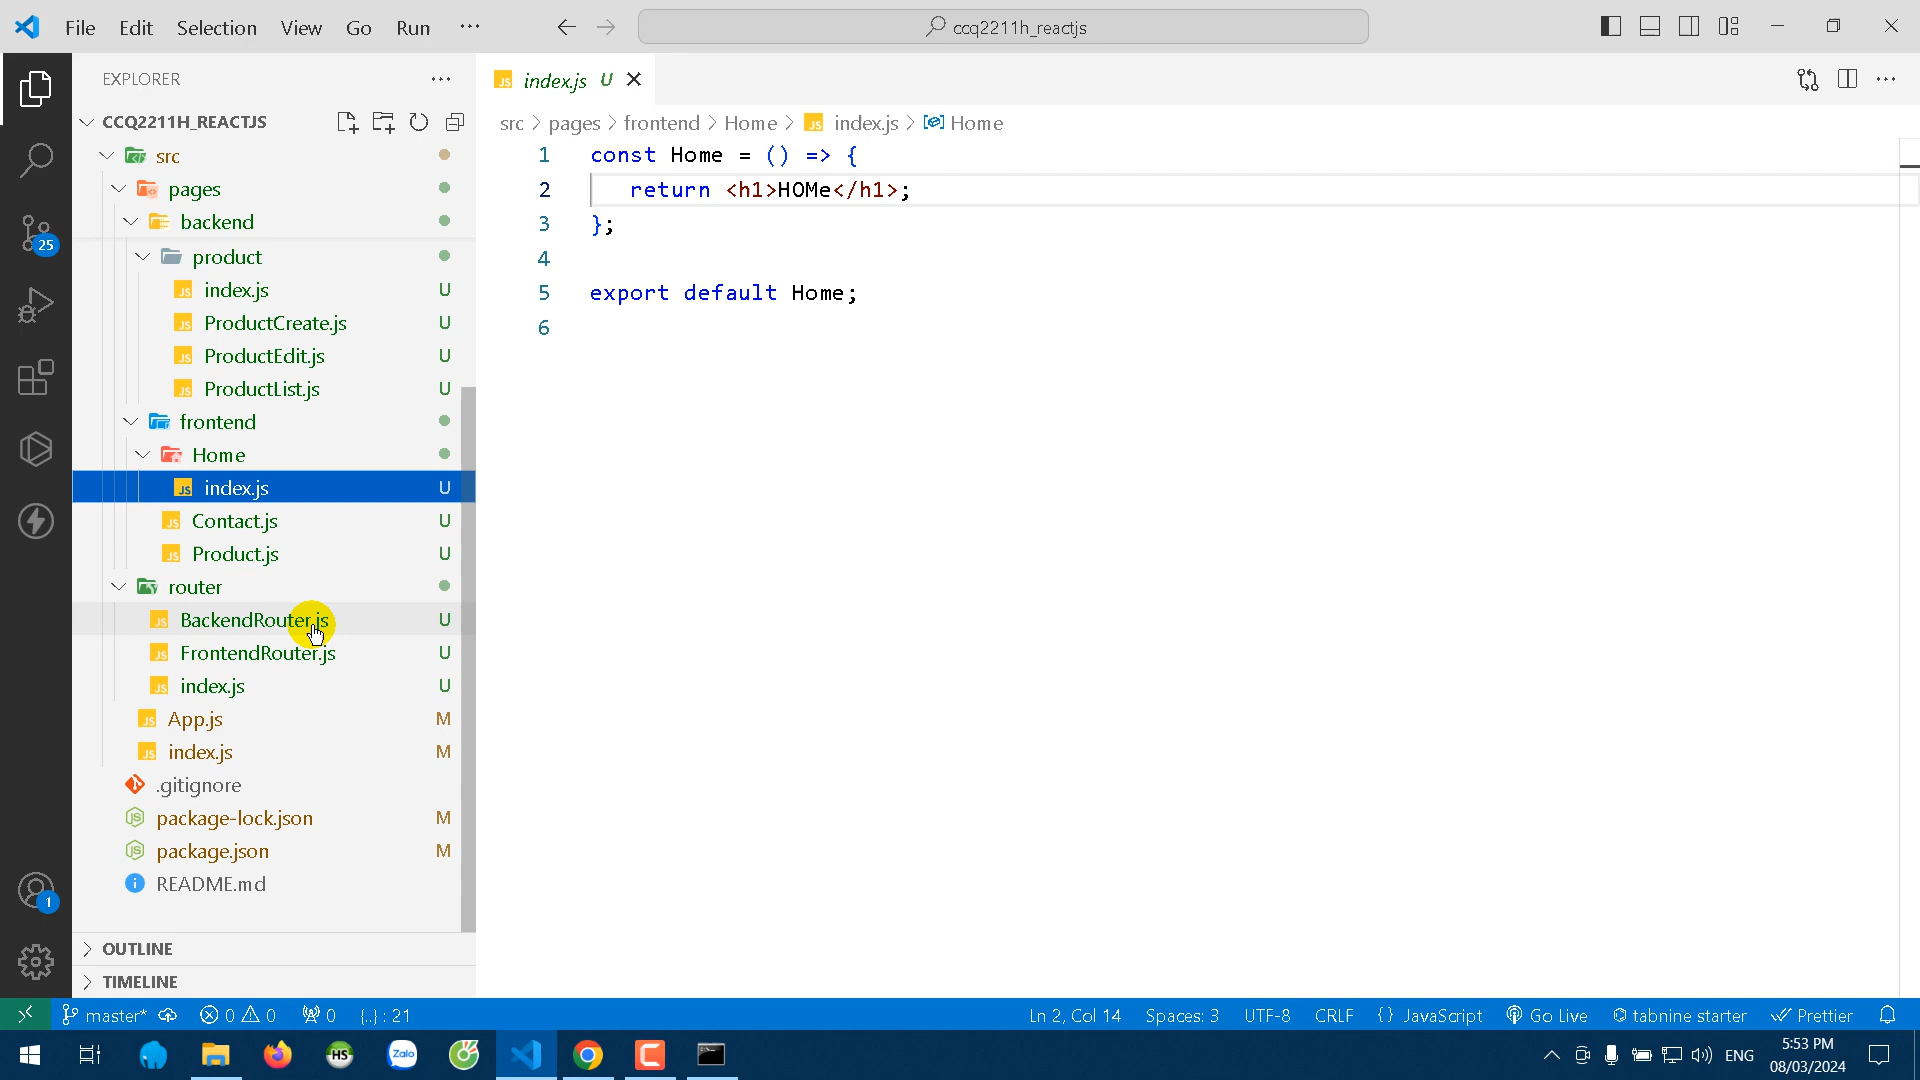 File Edit Selection View Go Run ···
ccq2211h_reactjs
EXPLORER
CCQ2211H_REACTJS
src
pages
backend
product
index.js U
ProductCreate.js U
ProductEdit.js U
ProductList.js U
frontend
Home
index.js U
Contact.js U
Product.js U
router
BackendRouter.js U
FrontendRouter.js U
index.js U
App.js M
index.js M
.gitignore
package-lock.json M
package.json M
README.md
OUTLINE
TIMELINE
25
1
index.js U
src > pages > frontend > Home > JS index.js > Home
1 const Home = () => {
2 return <h1>HOMe</h1>;
3 };
4
5 export default Home;
6
master* 0 0 0 {..} : 21
Ln 2, Col 14 Spaces: 3 UTF-8 CRLF {} JavaScript Go Live tabnine starter Prettier
HS Zalo
ENG 5:53 PM
08/03/2024